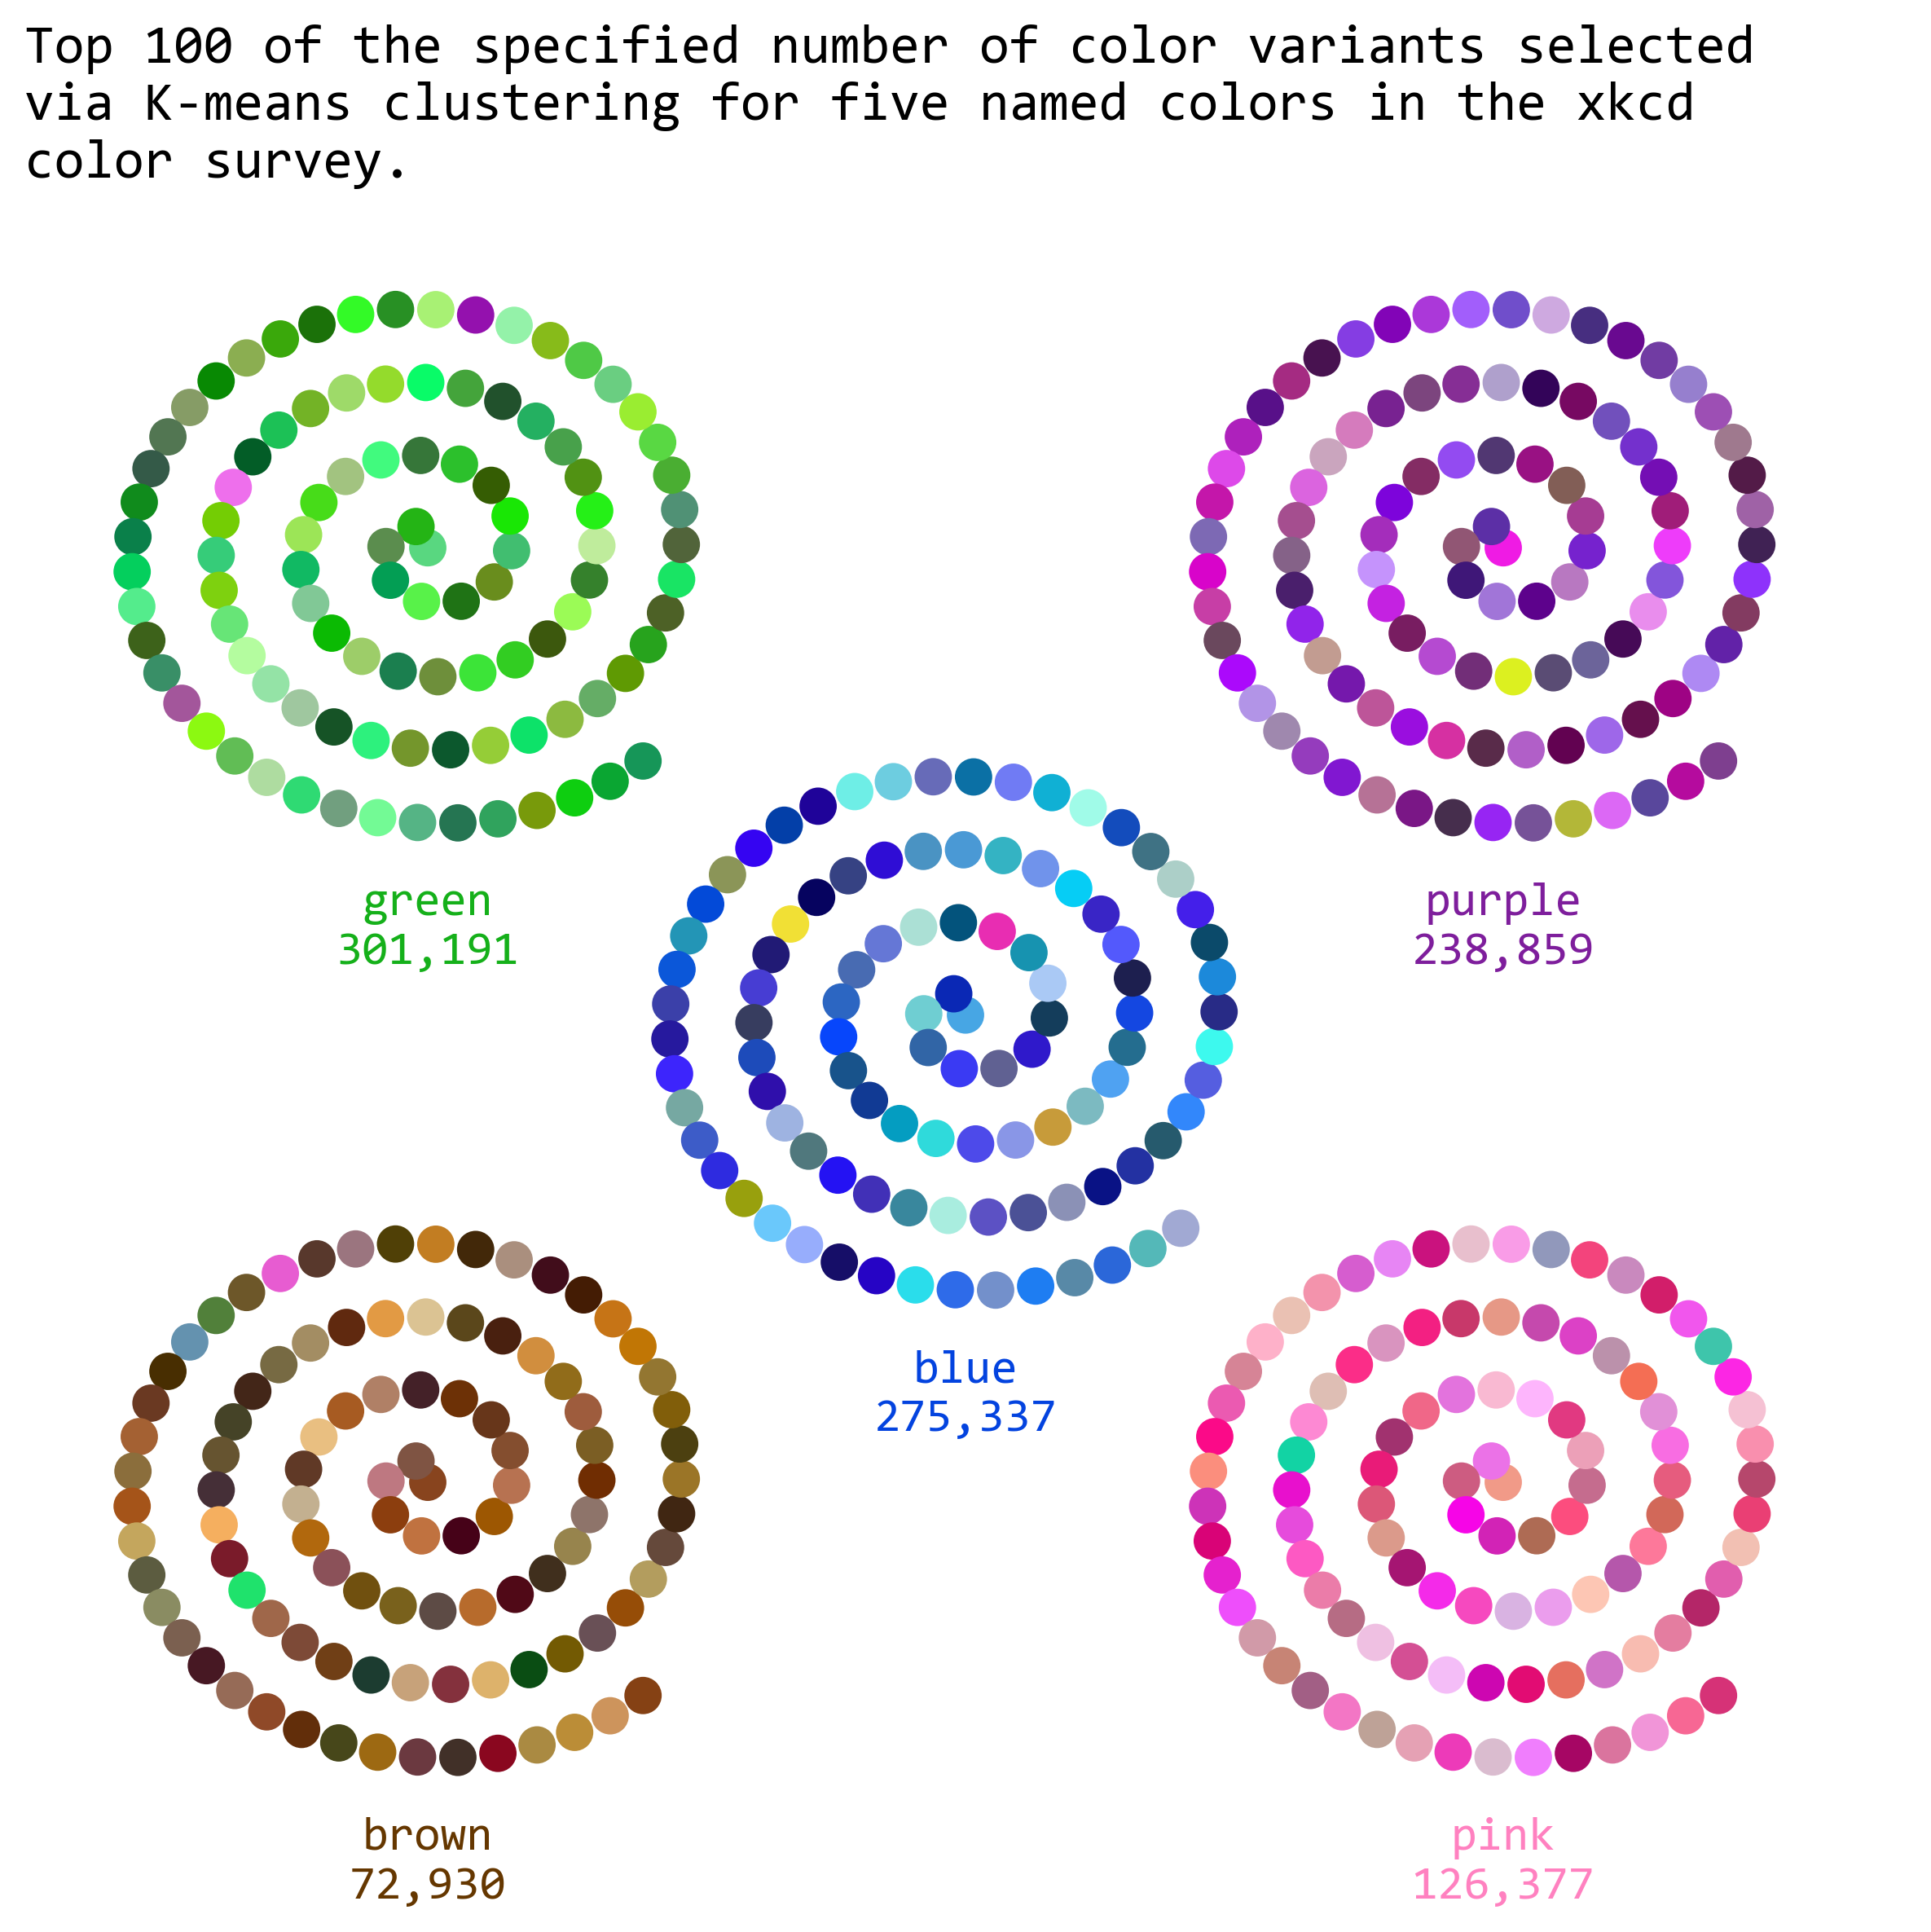 Top 100 of the specified number of color variants selected
via K-means clustering for five named colors in the xkcd
color survey.
green
301,191
purple
238,859
blue
275,337
brown
72,930
pink
126,377